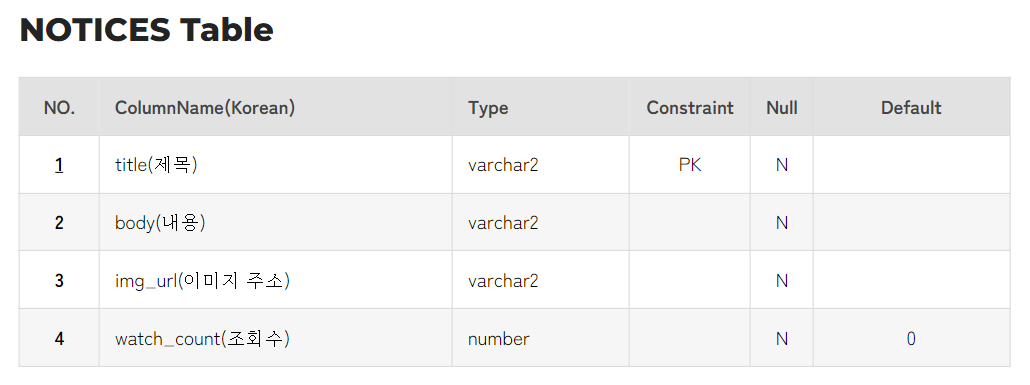 NOTICES Table
NO. ColumnName(Korean) Type Constraint Null Default
1 title(제목) varchar2 PK N
2 body(내용) varchar2 N
3 img_url(이미지 주소) varchar2 N
4 watch_count(조회수) number N 0